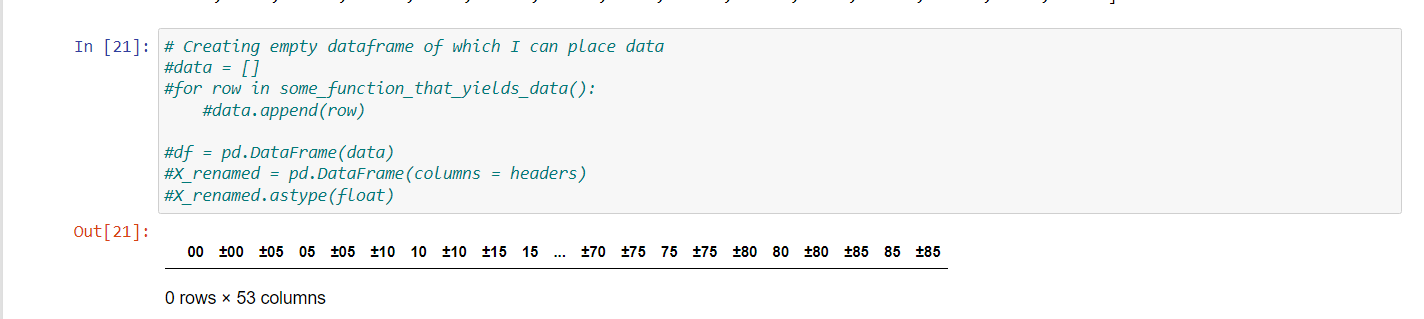 In [21]: # Creating empty dataframe of which I can place data
#data = []
#for row in some_function_that_yields_data():
#data.append(row)
#df = pd.DataFrame(data)
#X_renamed = pd.DataFrame(columns = headers)
#X_renamed.astype(float)
Out[21]:
00 ±00 ±05 05 ±05 ±10 10 ±10 ±15 15 ... ±70 ±75 75 ±75 ±80 80 ±80 ±85 85 ±85
0 rows × 53 columns